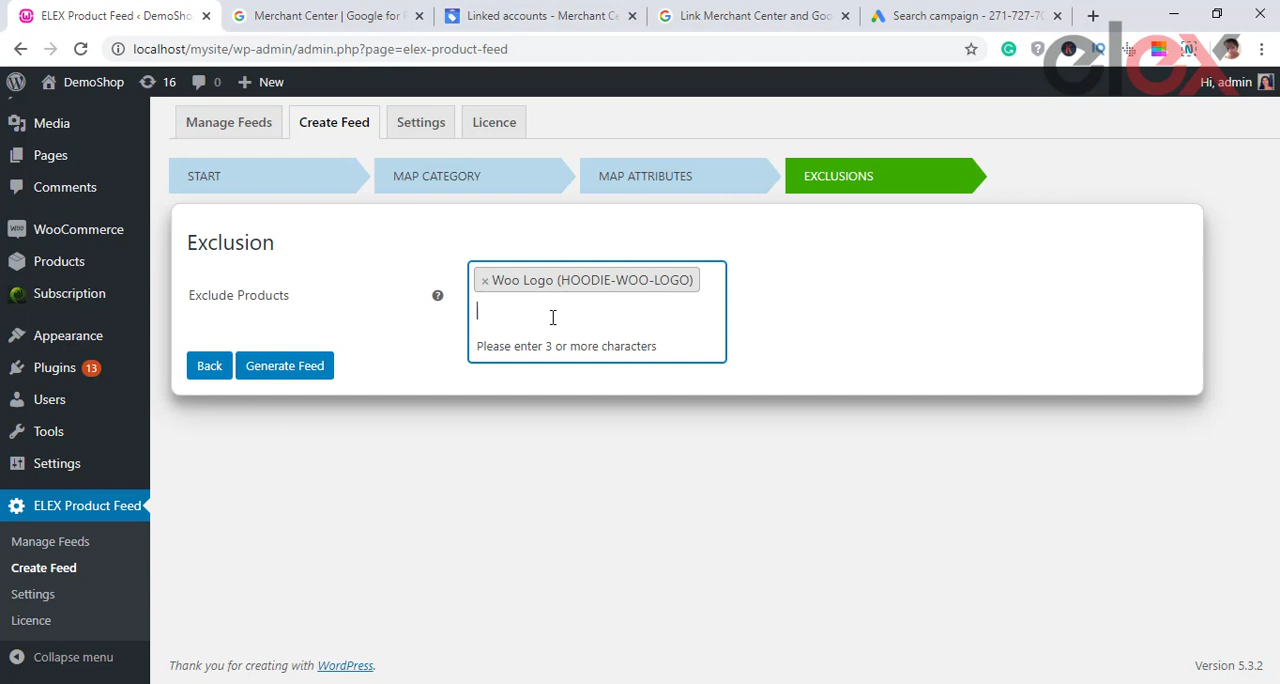 ELEX Product Feed ‹ DemoSho
Merchant Center | Google for R
Linked accounts - Merchant Ce
Link Merchant Center and Goo
Search campaign - 271-727-70
localhost/mysite/wp-admin/admin.php?page=elex-product-feed
elex
DemoShop
16
0
New
Hi, admin
Media
Pages
Comments
WooCommerce
Products
Subscription
Appearance
Plugins 13
Users
Tools
Settings
ELEX Product Feed
Manage Feeds
Create Feed
Settings
Licence
Collapse menu
Manage Feeds
Create Feed
Settings
Licence
START
MAP CATEGORY
MAP ATTRIBUTES
EXCLUSIONS
Exclusion
Exclude Products
× Woo Logo (HOODIE-WOO-LOGO)
Please enter 3 or more characters
Back
Generate Feed
Thank you for creating with WordPress.
Version 5.3.2